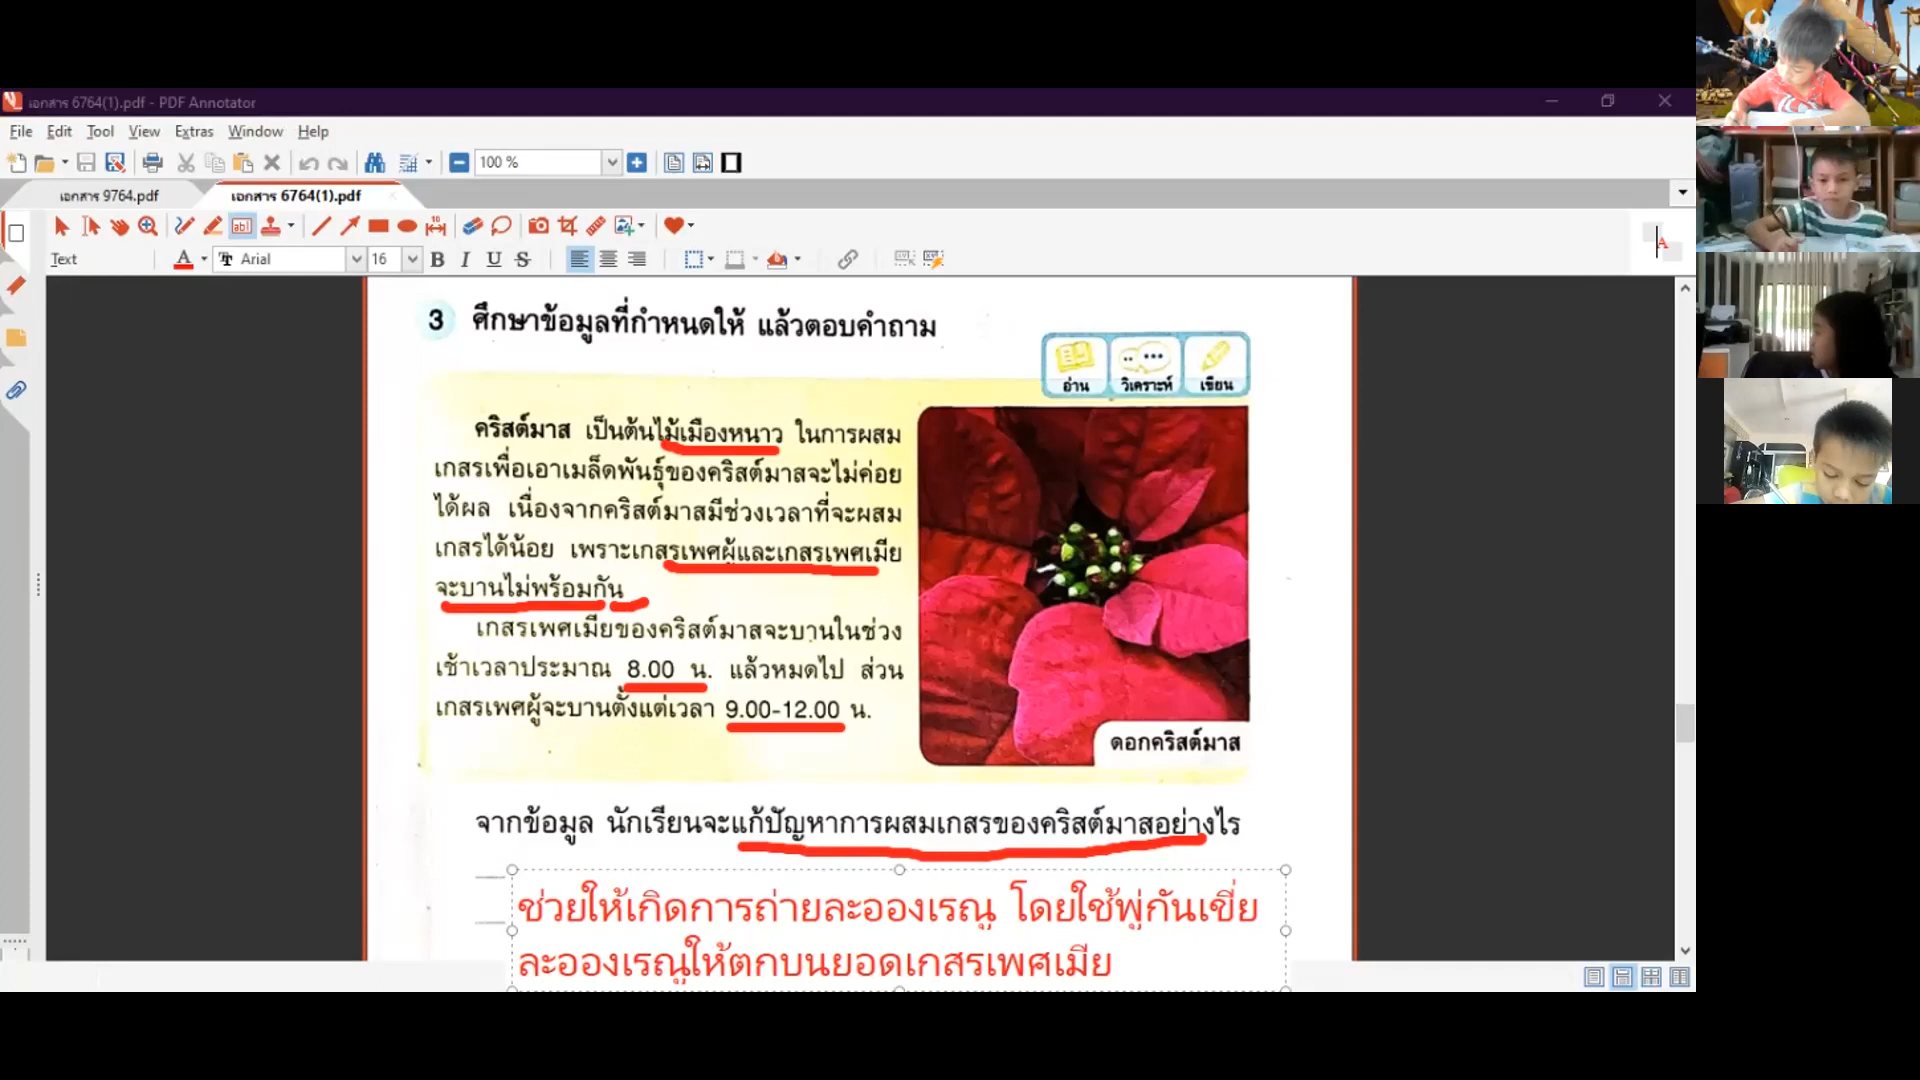 เอกสาร 6764(1).pdf - PDF Annotator
File Edit Tool View Extras Window Help
100 %
เอกสาร 9764.pdf
เอกสาร 6764(1).pdf
Text
A
Arial
16
B I U S
A
3 ศึกษาข้อมูลที่กำหนดให้ แล้วตอบคำถาม
อ่าน วิเคราะห์ เขียน
คริสต์มาส เป็นต้นไม้เมืองหนาว ในการผสม
เกสรเพื่อเอาเมล็ดพันธุ์ของคริสต์มาสจะไม่ค่อย
ได้ผล เนื่องจากคริสต์มาสมีช่วงเวลาที่จะผสม
เกสรได้น้อย เพราะเกสรเพศผู้และเกสรเพศเมีย
จะบานไม่พร้อมกัน
เกสรเพศเมียของคริสต์มาสจะบานในช่วง
เช้าเวลาประมาณ 8.00 น. แล้วหมดไป ส่วน
เกสรเพศผู้จะบานตั้งแต่เวลา 9.00-12.00 น.
ดอกคริสต์มาส
จากข้อมูล นักเรียนจะแก้ปัญหาการผสมเกสรของคริสต์มาสอย่างไร
ช่วยให้เกิดการถ่ายละอองเรณู โดยใช้พู่กันเขี่ย
ละอองเรณูให้ตกบนยอดเกสรเพศเมีย